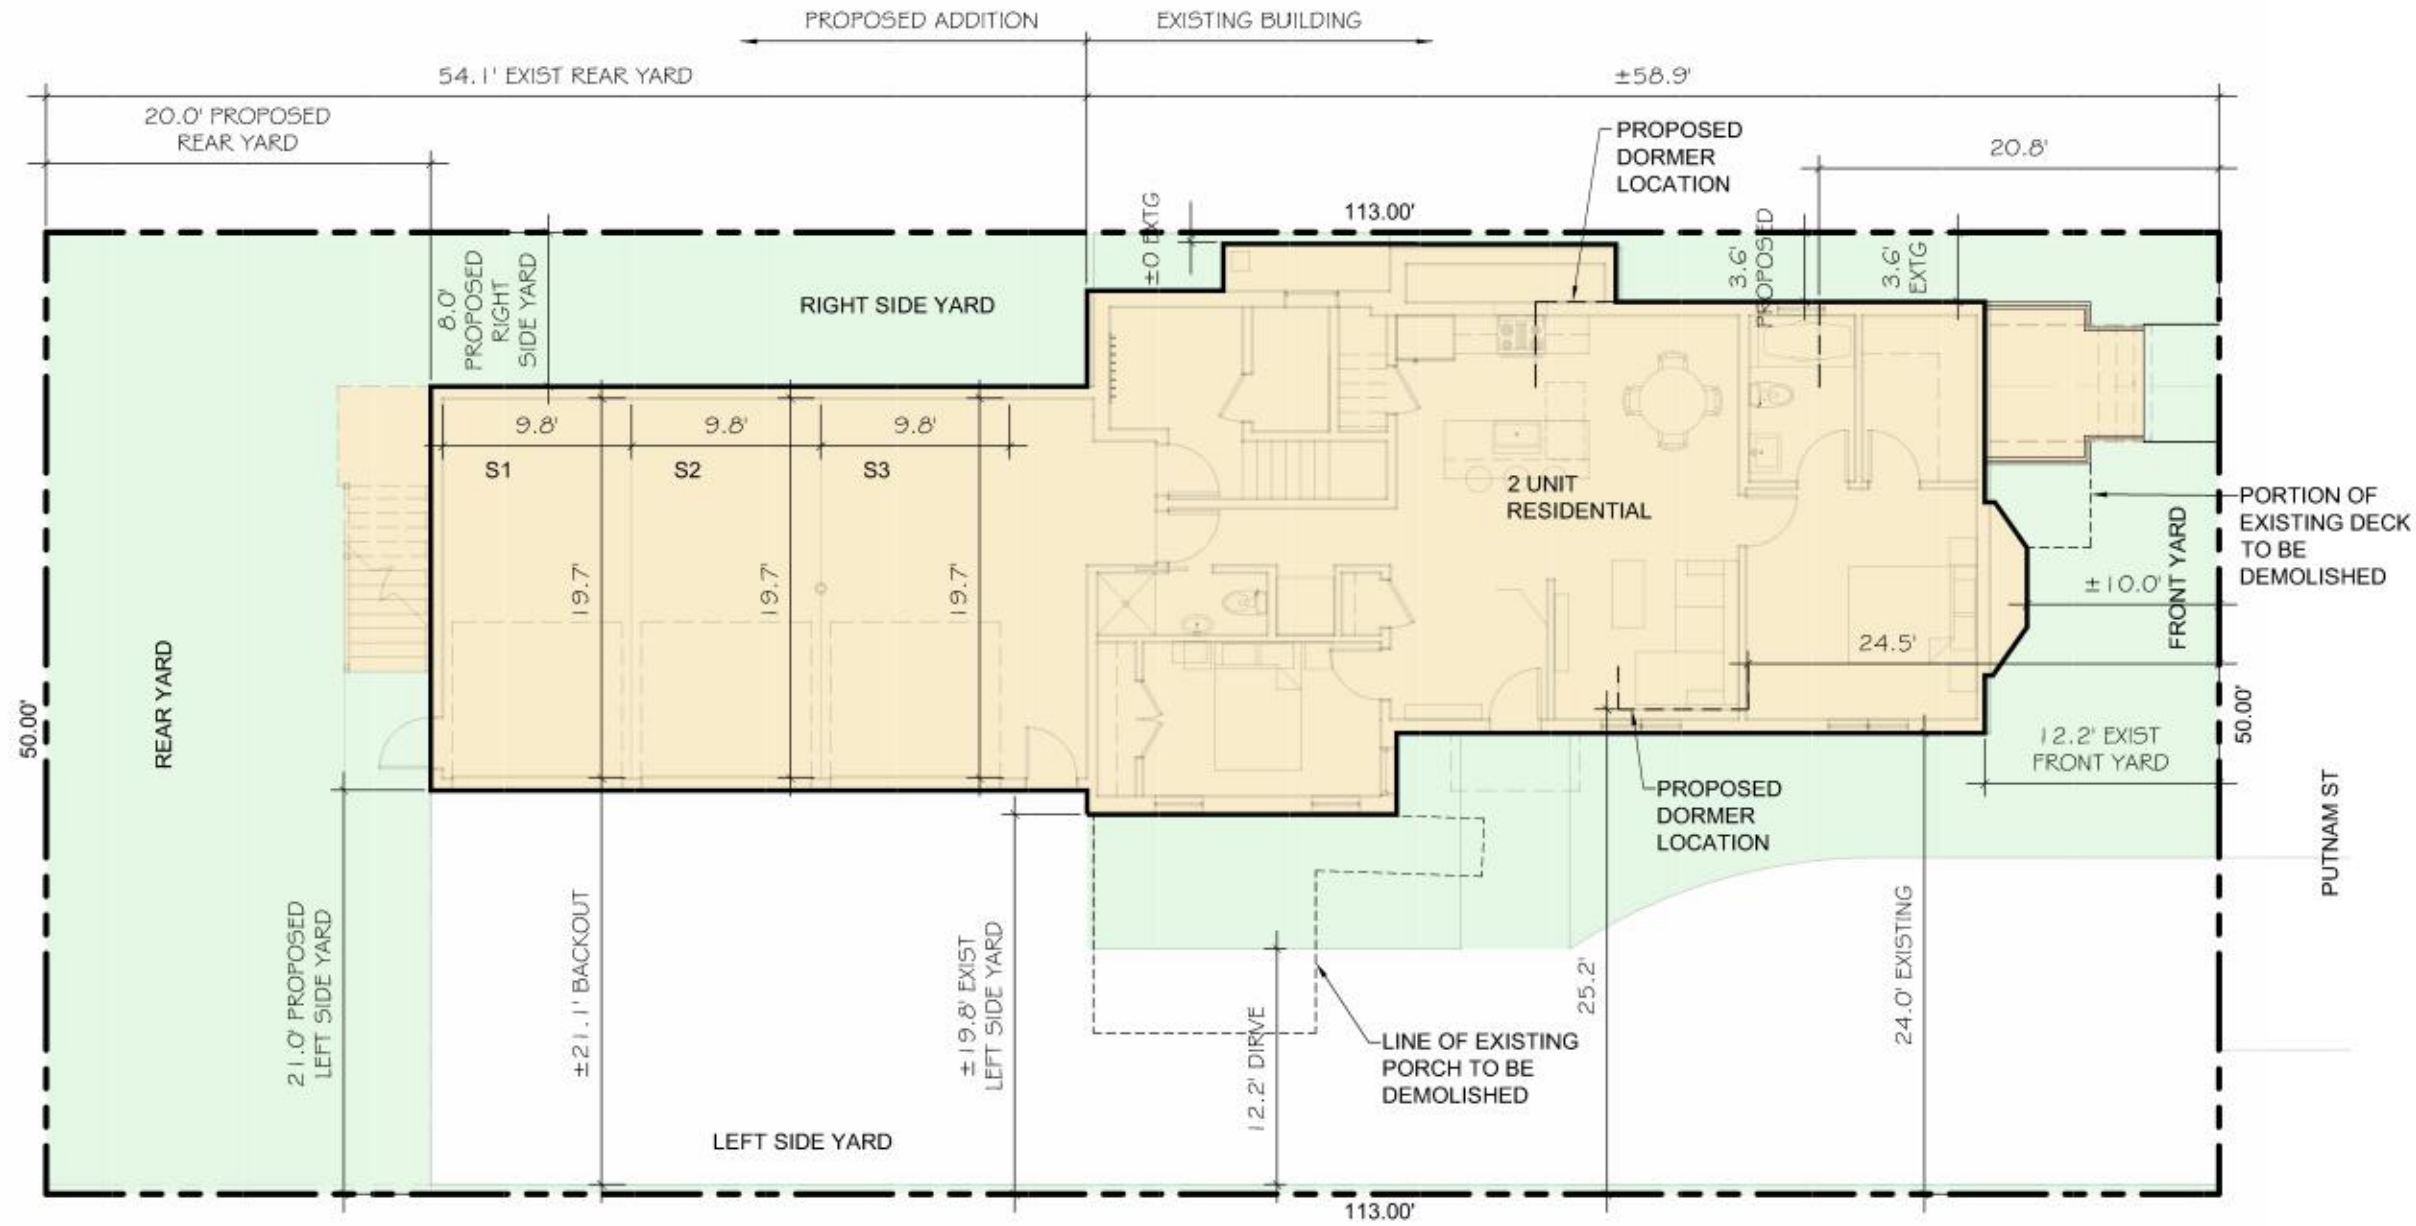 PROPOSED ADDITION
EXISTING BUILDING
54.1' EXIST REAR YARD
±58.9'
20.0' PROPOSED
REAR YARD
PROPOSED
DORMER
LOCATION
20.8'
113.00'
±0 EXTG
8.0'
PROPOSED
RIGHT
SIDE YARD
RIGHT SIDE YARD
3.6'
PROPOSED
3.6'
EXTG
9.8'
9.8'
9.8'
S1
S2
S3
2 UNIT
RESIDENTIAL
PORTION OF
EXISTING DECK
TO BE
DEMOLISHED
FRONT YARD
±10.0'
19.7'
19.7'
19.7'
24.5'
REAR YARD
50.00'
50.00'
12.2' EXIST
FRONT YARD
PROPOSED
DORMER
LOCATION
PUTNAM ST
21.0' PROPOSED
LEFT SIDE YARD
±21.1' BACKOUT
±19.8' EXIST
LEFT SIDE YARD
12.2' DRIVE
25.2'
24.0' EXISTING
LINE OF EXISTING
PORCH TO BE
DEMOLISHED
LEFT SIDE YARD
113.00'